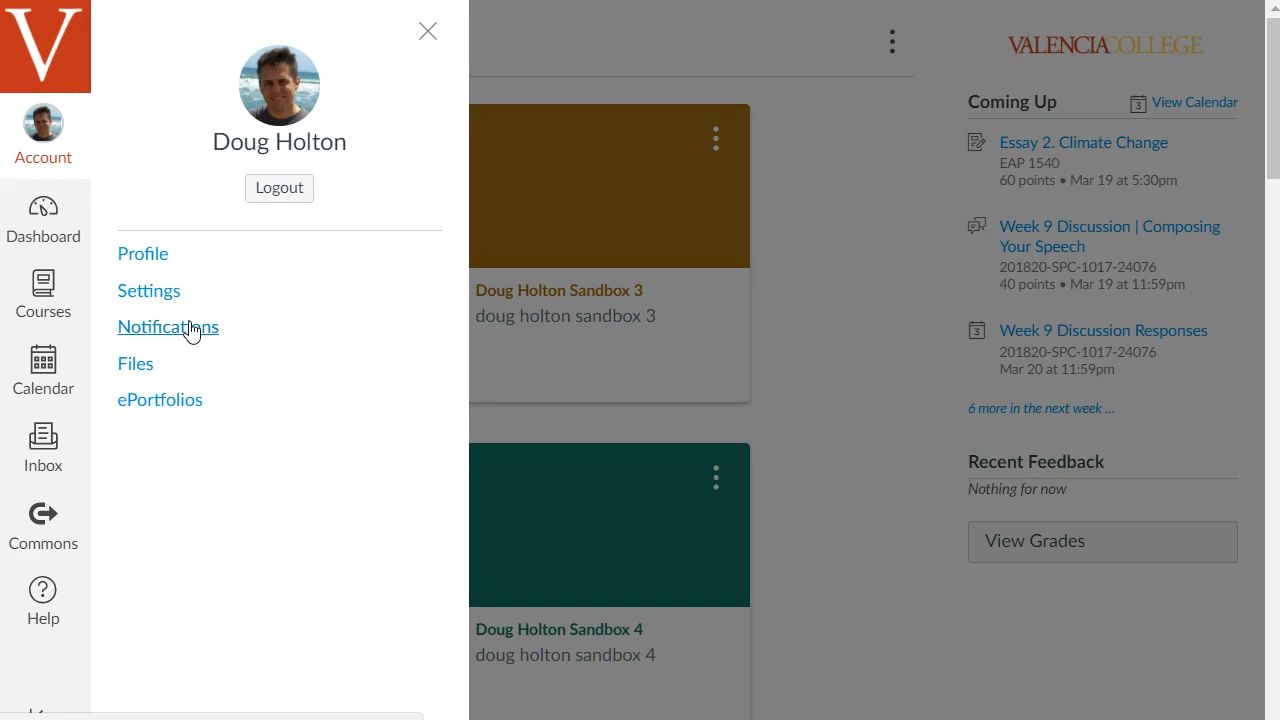 V
Account
Dashboard
Courses
Calendar
Inbox
Commons
Help
Doug Holton
Logout
Profile
Settings
Notifications
Files
ePortfolios
Doug Holton Sandbox 3
doug holton sandbox 3
Doug Holton Sandbox 4
doug holton sandbox 4
VALENCIACOLLEGE
Coming Up
3 View Calendar
Essay 2. Climate Change
EAP 1540
60 points • Mar 19 at 5:30pm
Week 9 Discussion | Composing
Your Speech
201820-SPC-1017-24076
40 points • Mar 19 at 11:59pm
3 Week 9 Discussion Responses
201820-SPC-1017-24076
Mar 20 at 11:59pm
6 more in the next week ...
Recent Feedback
Nothing for now
View Grades